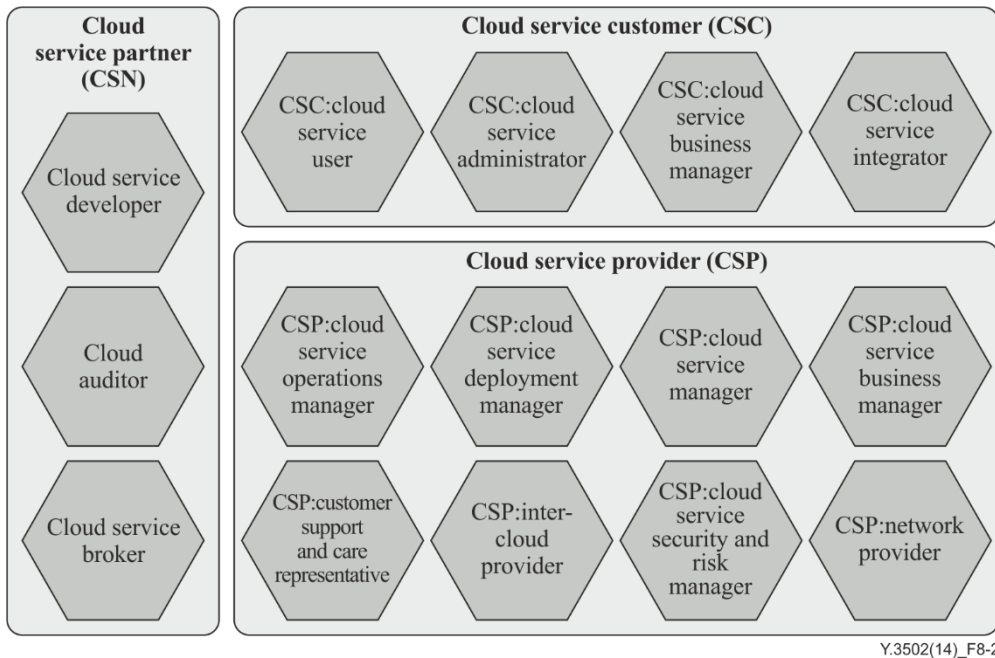 Cloud
service partner
(CSN)
Cloud service
developer
Cloud
auditor
Cloud service
broker
Cloud service customer (CSC)
CSC:cloud
service
user
CSC:cloud
service
administrator
CSC:cloud
service
business
manager
CSC:cloud
service
integrator
Cloud service provider (CSP)
CSP:cloud
service
operations
manager
CSP:cloud
service
deployment
manager
CSP:cloud
service
manager
CSP:cloud
service
business
manager
CSP:customer
support
and care
representative
CSP:inter-
cloud
provider
CSP:cloud
service
security and
risk
manager
CSP:network
provider
Y.3502(14)_F8-2